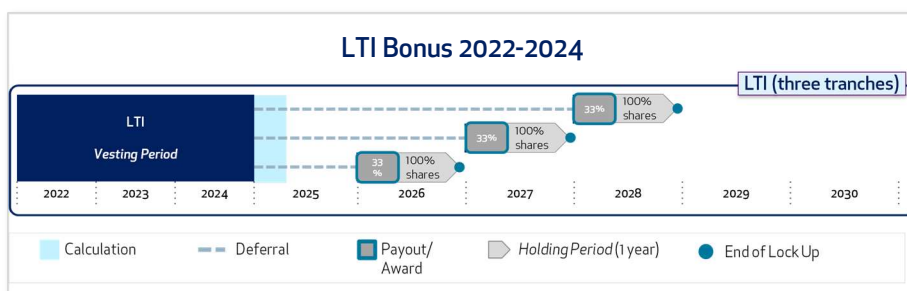 LTI Bonus 2022-2024
LTI (three tranches)
LTI
Vesting Period
33%
100%
shares
33%
100%
shares
33
%
100%
shares
2022
2023
2024
2025
2026
2027
2028
2029
2030
Calculation
Deferral
Payout/
Award
Holding Period (1 year)
End of Lock Up